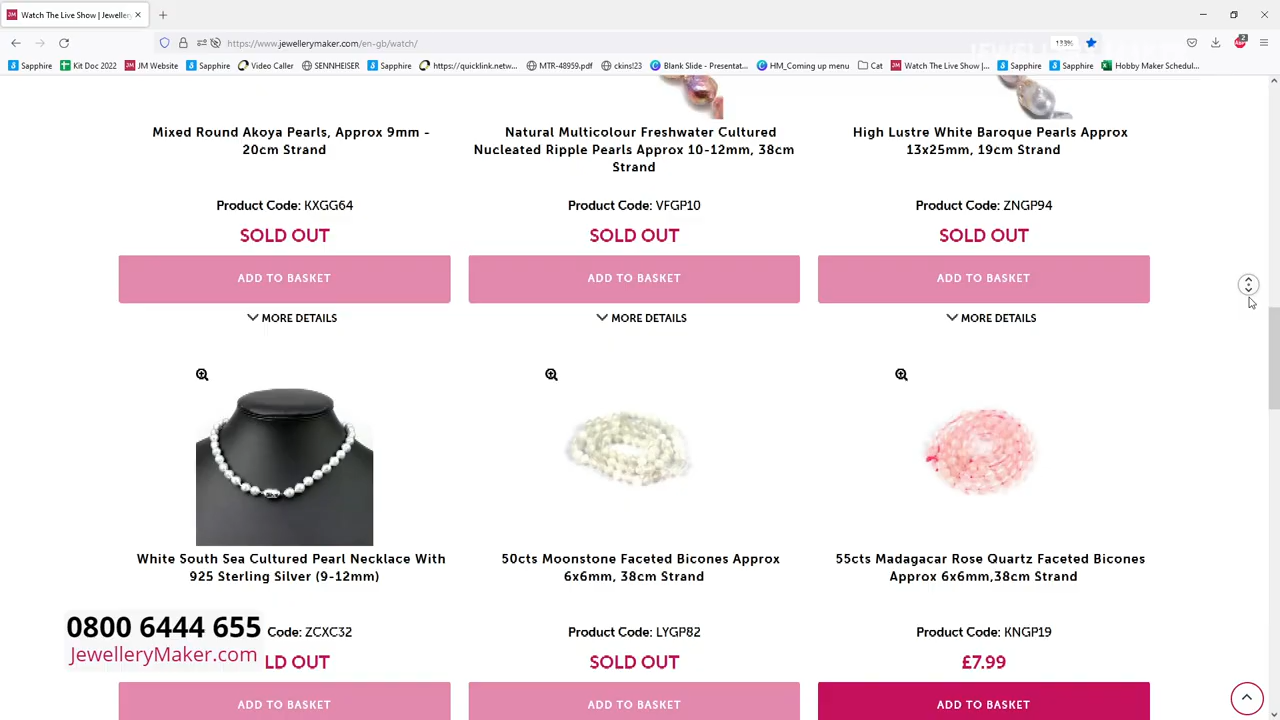 Watch The Live Show | Jeweller
https://www.jewellerymaker.com/en-gb/watch/
133%
2
Sapphire
Kit Doc 2022
JM Website
Sapphire
Video Caller
SENNHEISER
Sapphire
https://quicklink.netw...
MTR-48959.pdf
ckins!23
Blank Slide - Presentat...
HM_Coming up menu
Cat
Watch The Live Show |...
Sapphire
Sapphire
Hobby Maker Schedul...
Mixed Round Akoya Pearls, Approx 9mm -
20cm Strand
Product Code: KXGG64
SOLD OUT
ADD TO BASKET
MORE DETAILS
Natural Multicolour Freshwater Cultured
Nucleated Ripple Pearls Approx 10-12mm, 38cm
Strand
Product Code: VFGP10
SOLD OUT
ADD TO BASKET
MORE DETAILS
High Lustre White Baroque Pearls Approx
13x25mm, 19cm Strand
Product Code: ZNGP94
SOLD OUT
ADD TO BASKET
MORE DETAILS
White South Sea Cultured Pearl Necklace With
925 Sterling Silver (9-12mm)
Code: ZCXC32
LD OUT
ADD TO BASKET
50cts Moonstone Faceted Bicones Approx
6x6mm, 38cm Strand
Product Code: LYGP82
SOLD OUT
ADD TO BASKET
55cts Madagacar Rose Quartz Faceted Bicones
Approx 6x6mm,38cm Strand
Product Code: KNGP19
£7.99
ADD TO BASKET
0800 6444 655
JewelleryMaker.com